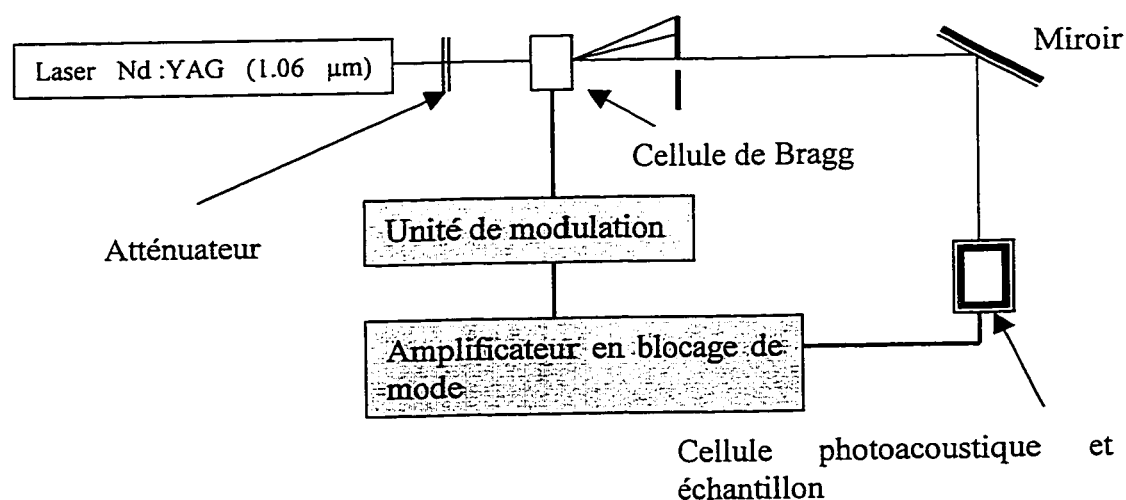 Miroir
Laser Nd :YAG (1.06 μm)
Cellule de Bragg
Unité de modulation
Atténuateur
Amplificateur en blocage de
mode
Cellule photoacoustique et
échantillon